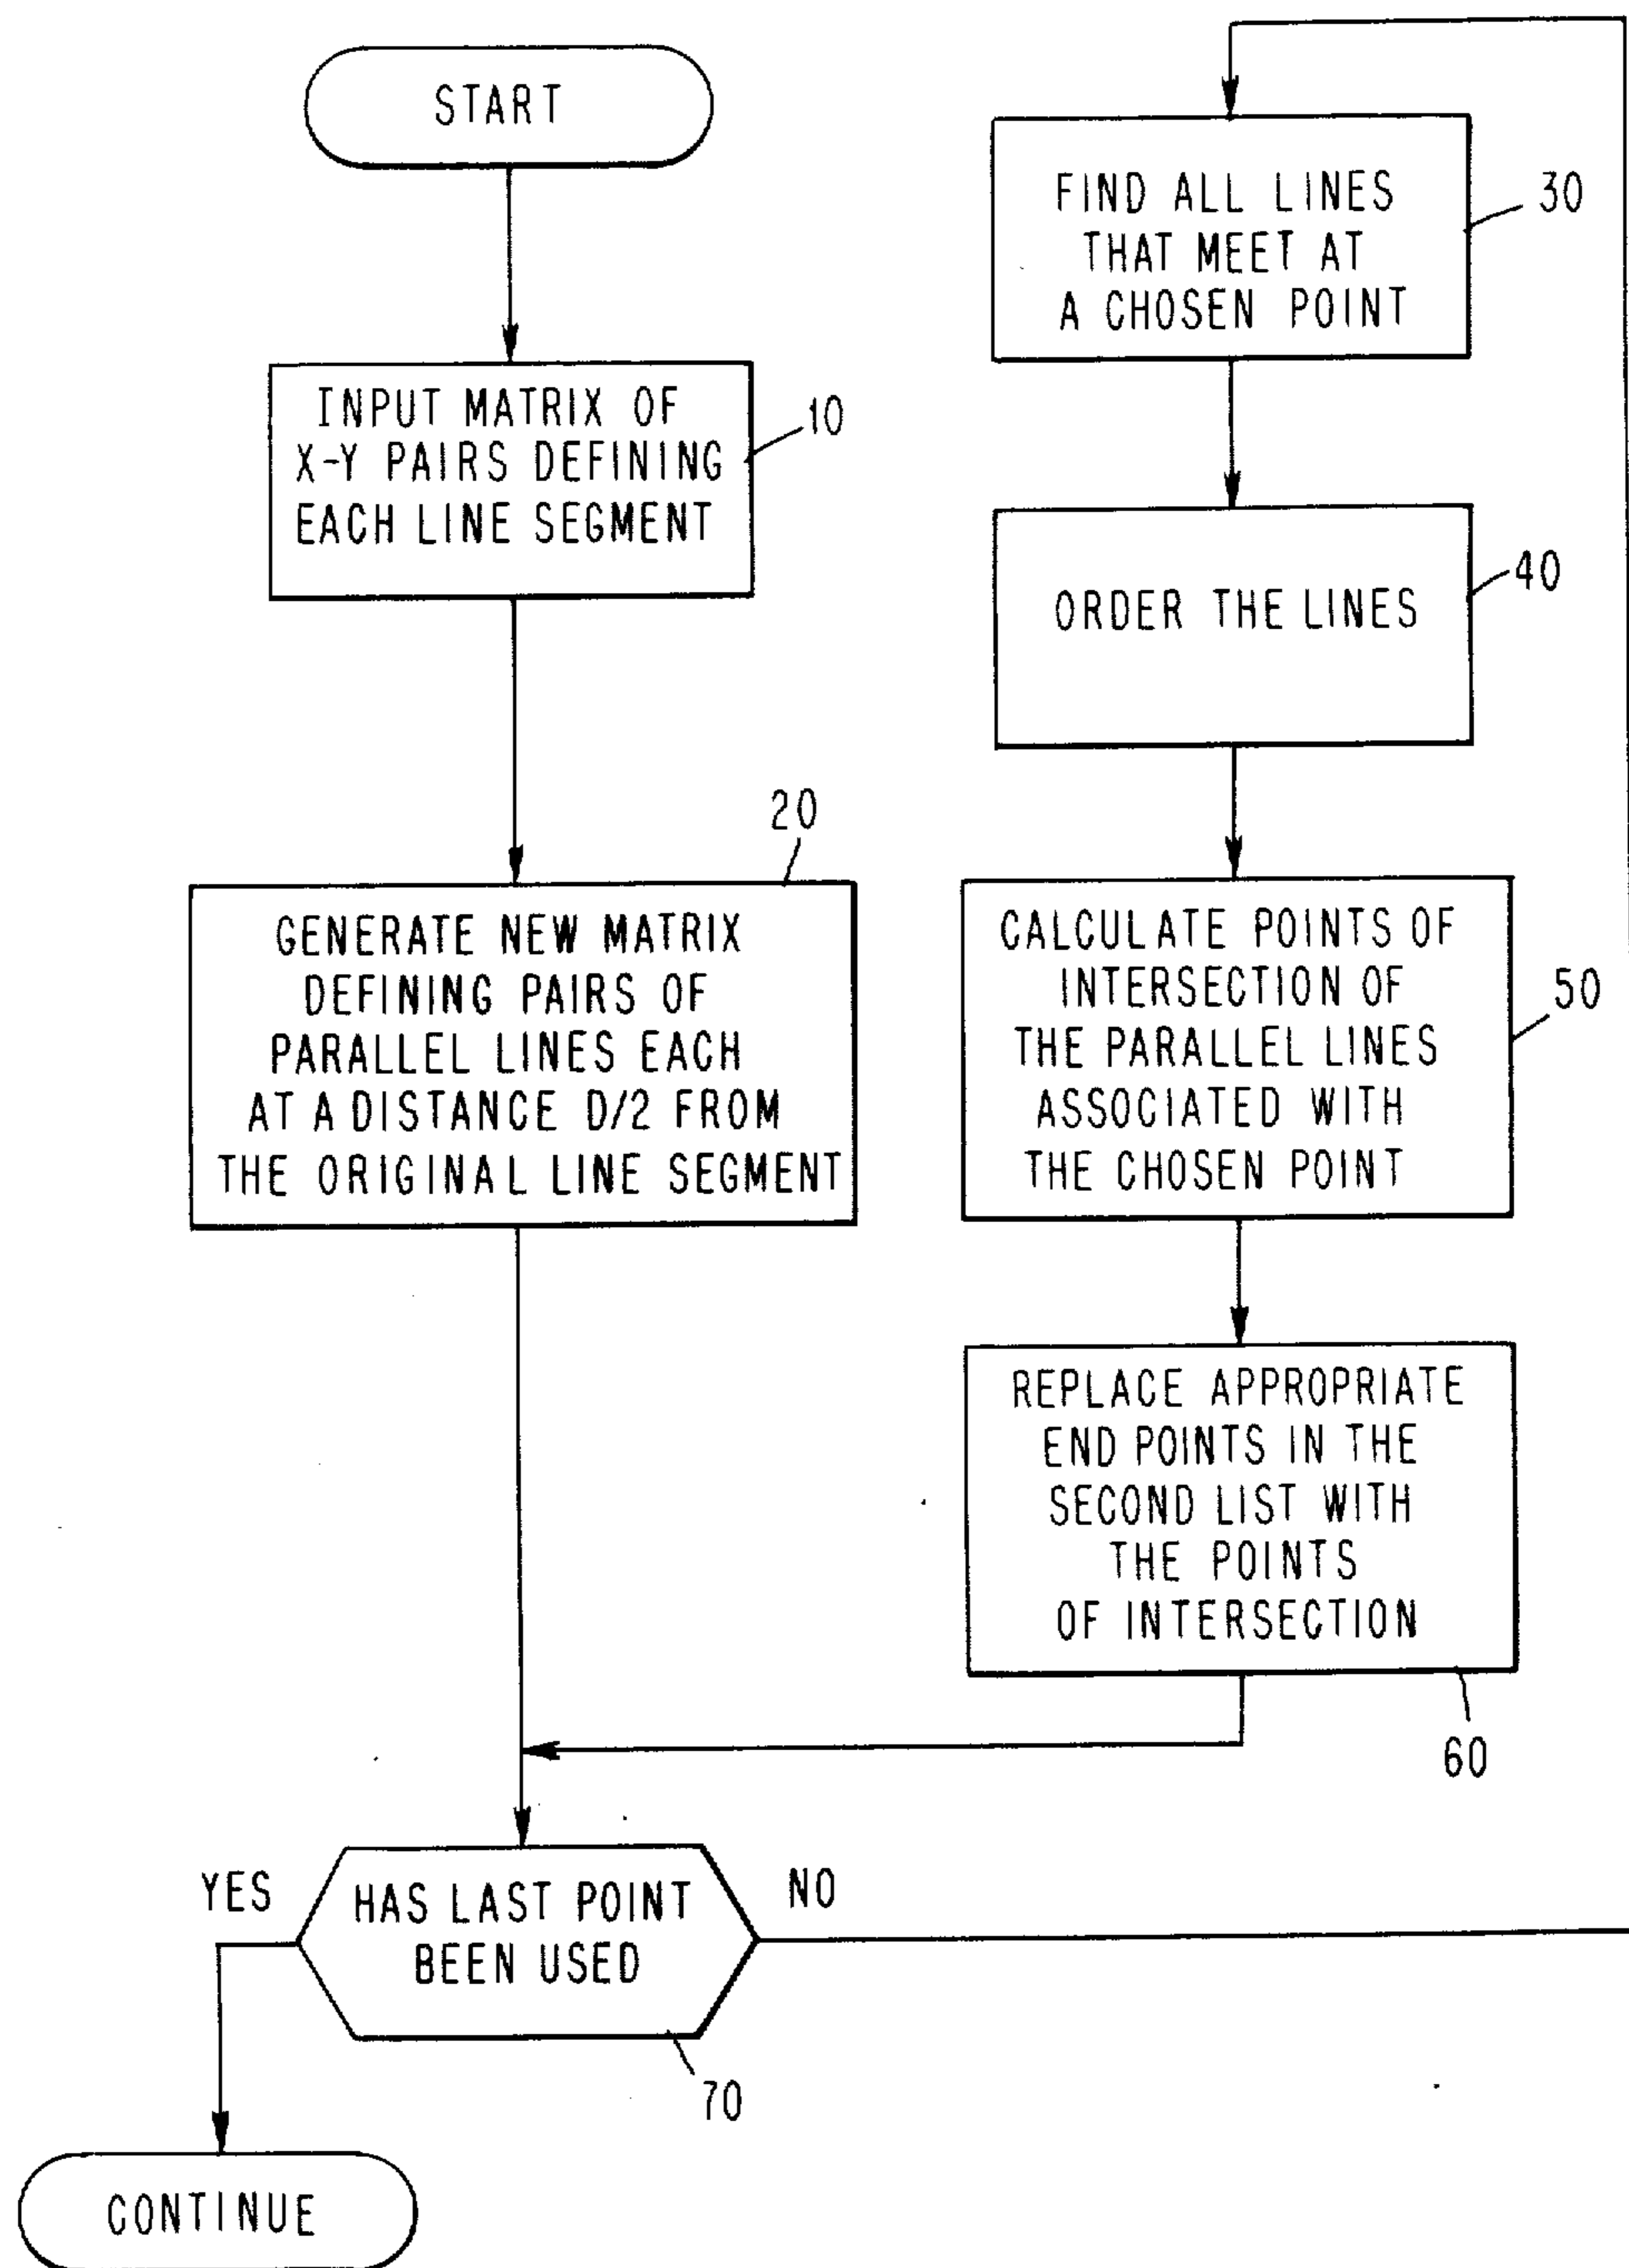 START
INPUT MATRIX OF
X-Y PAIRS DEFINING
EACH LINE SEGMENT
10
20
GENERATE NEW MATRIX
DEFINING PAIRS OF
PARALLEL LINES EACH
AT A DISTANCE D/2 FROM
THE ORIGINAL LINE SEGMENT
FIND ALL LINES
THAT MEET AT
A CHOSEN POINT
30
ORDER THE LINES
40
CALCULATE POINTS OF
INTERSECTION OF
THE PARALLEL LINES
ASSOCIATED WITH
THE CHOSEN POINT
50
REPLACE APPROPRIATE
END POINTS IN THE
SECOND LIST WITH
THE POINTS
OF INTERSECTION
60
YES
HAS LAST POINT
BEEN USED
NO
70
CONTINUE